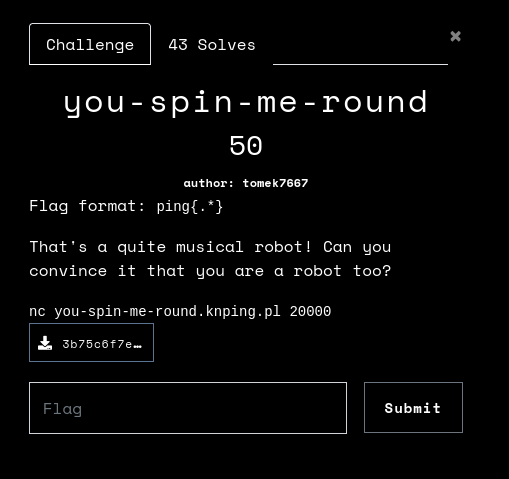 Challenge 43 Solves ×
you-spin-me-round
50
author: tomek7667
Flag format: ping{.*}
That's a quite musical robot! Can you
convince it that you are a robot too?
nc you-spin-me-round.knping.pl 20000
3b75c6f7e…
Flag Submit